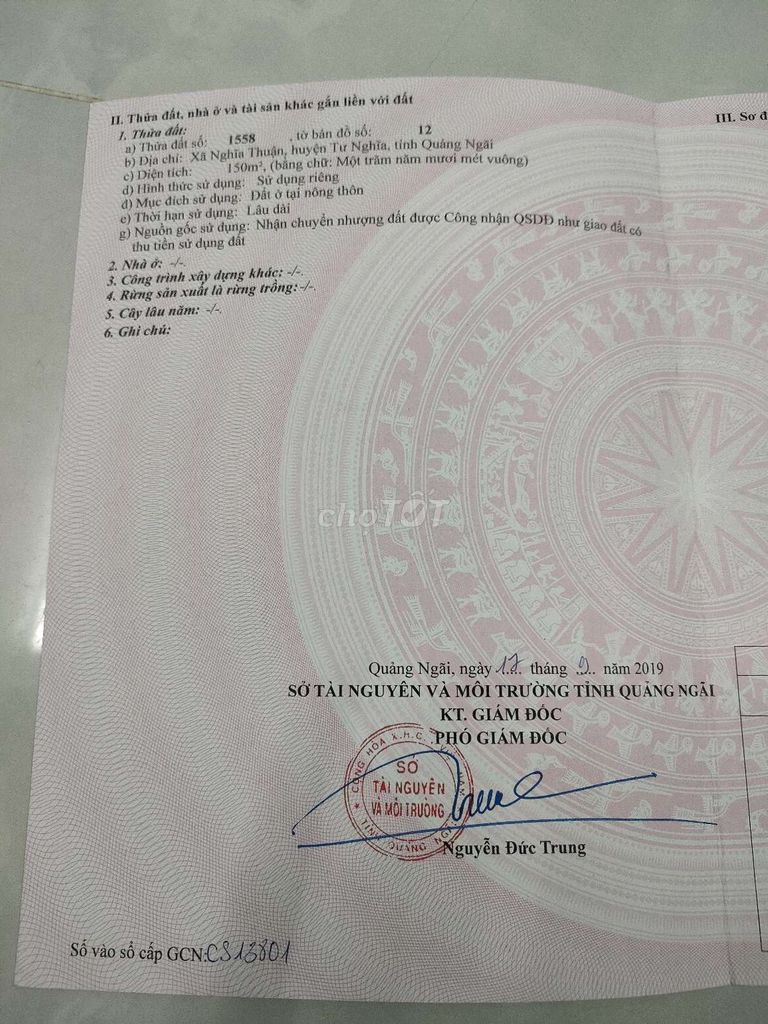 II. Thửa đất, nhà ở và tài sản khác gắn liền với đất
1. Thửa đất:
a) Thửa đất số: 1558 , tờ bản đồ số: 12
b) Địa chỉ: Xã Nghĩa Thuận, huyện Tư Nghĩa, tỉnh Quảng Ngãi
c) Diện tích: 150m², (bằng chữ: Một trăm năm mươi mét vuông)
d) Hình thức sử dụng: Sử dụng riêng
đ) Mục đích sử dụng: Đất ở tại nông thôn
e) Thời hạn sử dụng: Lâu dài
g) Nguồn gốc sử dụng: Nhận chuyển nhượng đất được Công nhận QSDĐ như giao đất có
thu tiền sử dụng đất
2. Nhà ở: -/-.
3. Công trình xây dựng khác: -/-.
4. Rừng sản xuất là rừng trồng: -/-.
5. Cây lâu năm: -/-.
6. Ghi chú:
III. Sơ đ
chợTỐT
Quảng Ngãi, ngày 17 tháng 9 năm 2019
SỞ TÀI NGUYÊN VÀ MÔI TRƯỜNG TỈNH QUẢNG NGÃI
KT. GIÁM ĐỐC
PHÓ GIÁM ĐỐC
CỘNG HÒA X.H.C.
SỞ
TÀI NGUYÊN
VÀ MÔI TRƯỜNG
TỈNH QUẢNG
Nguyễn Đức Trung
Số vào sổ cấp GCN: CS13801